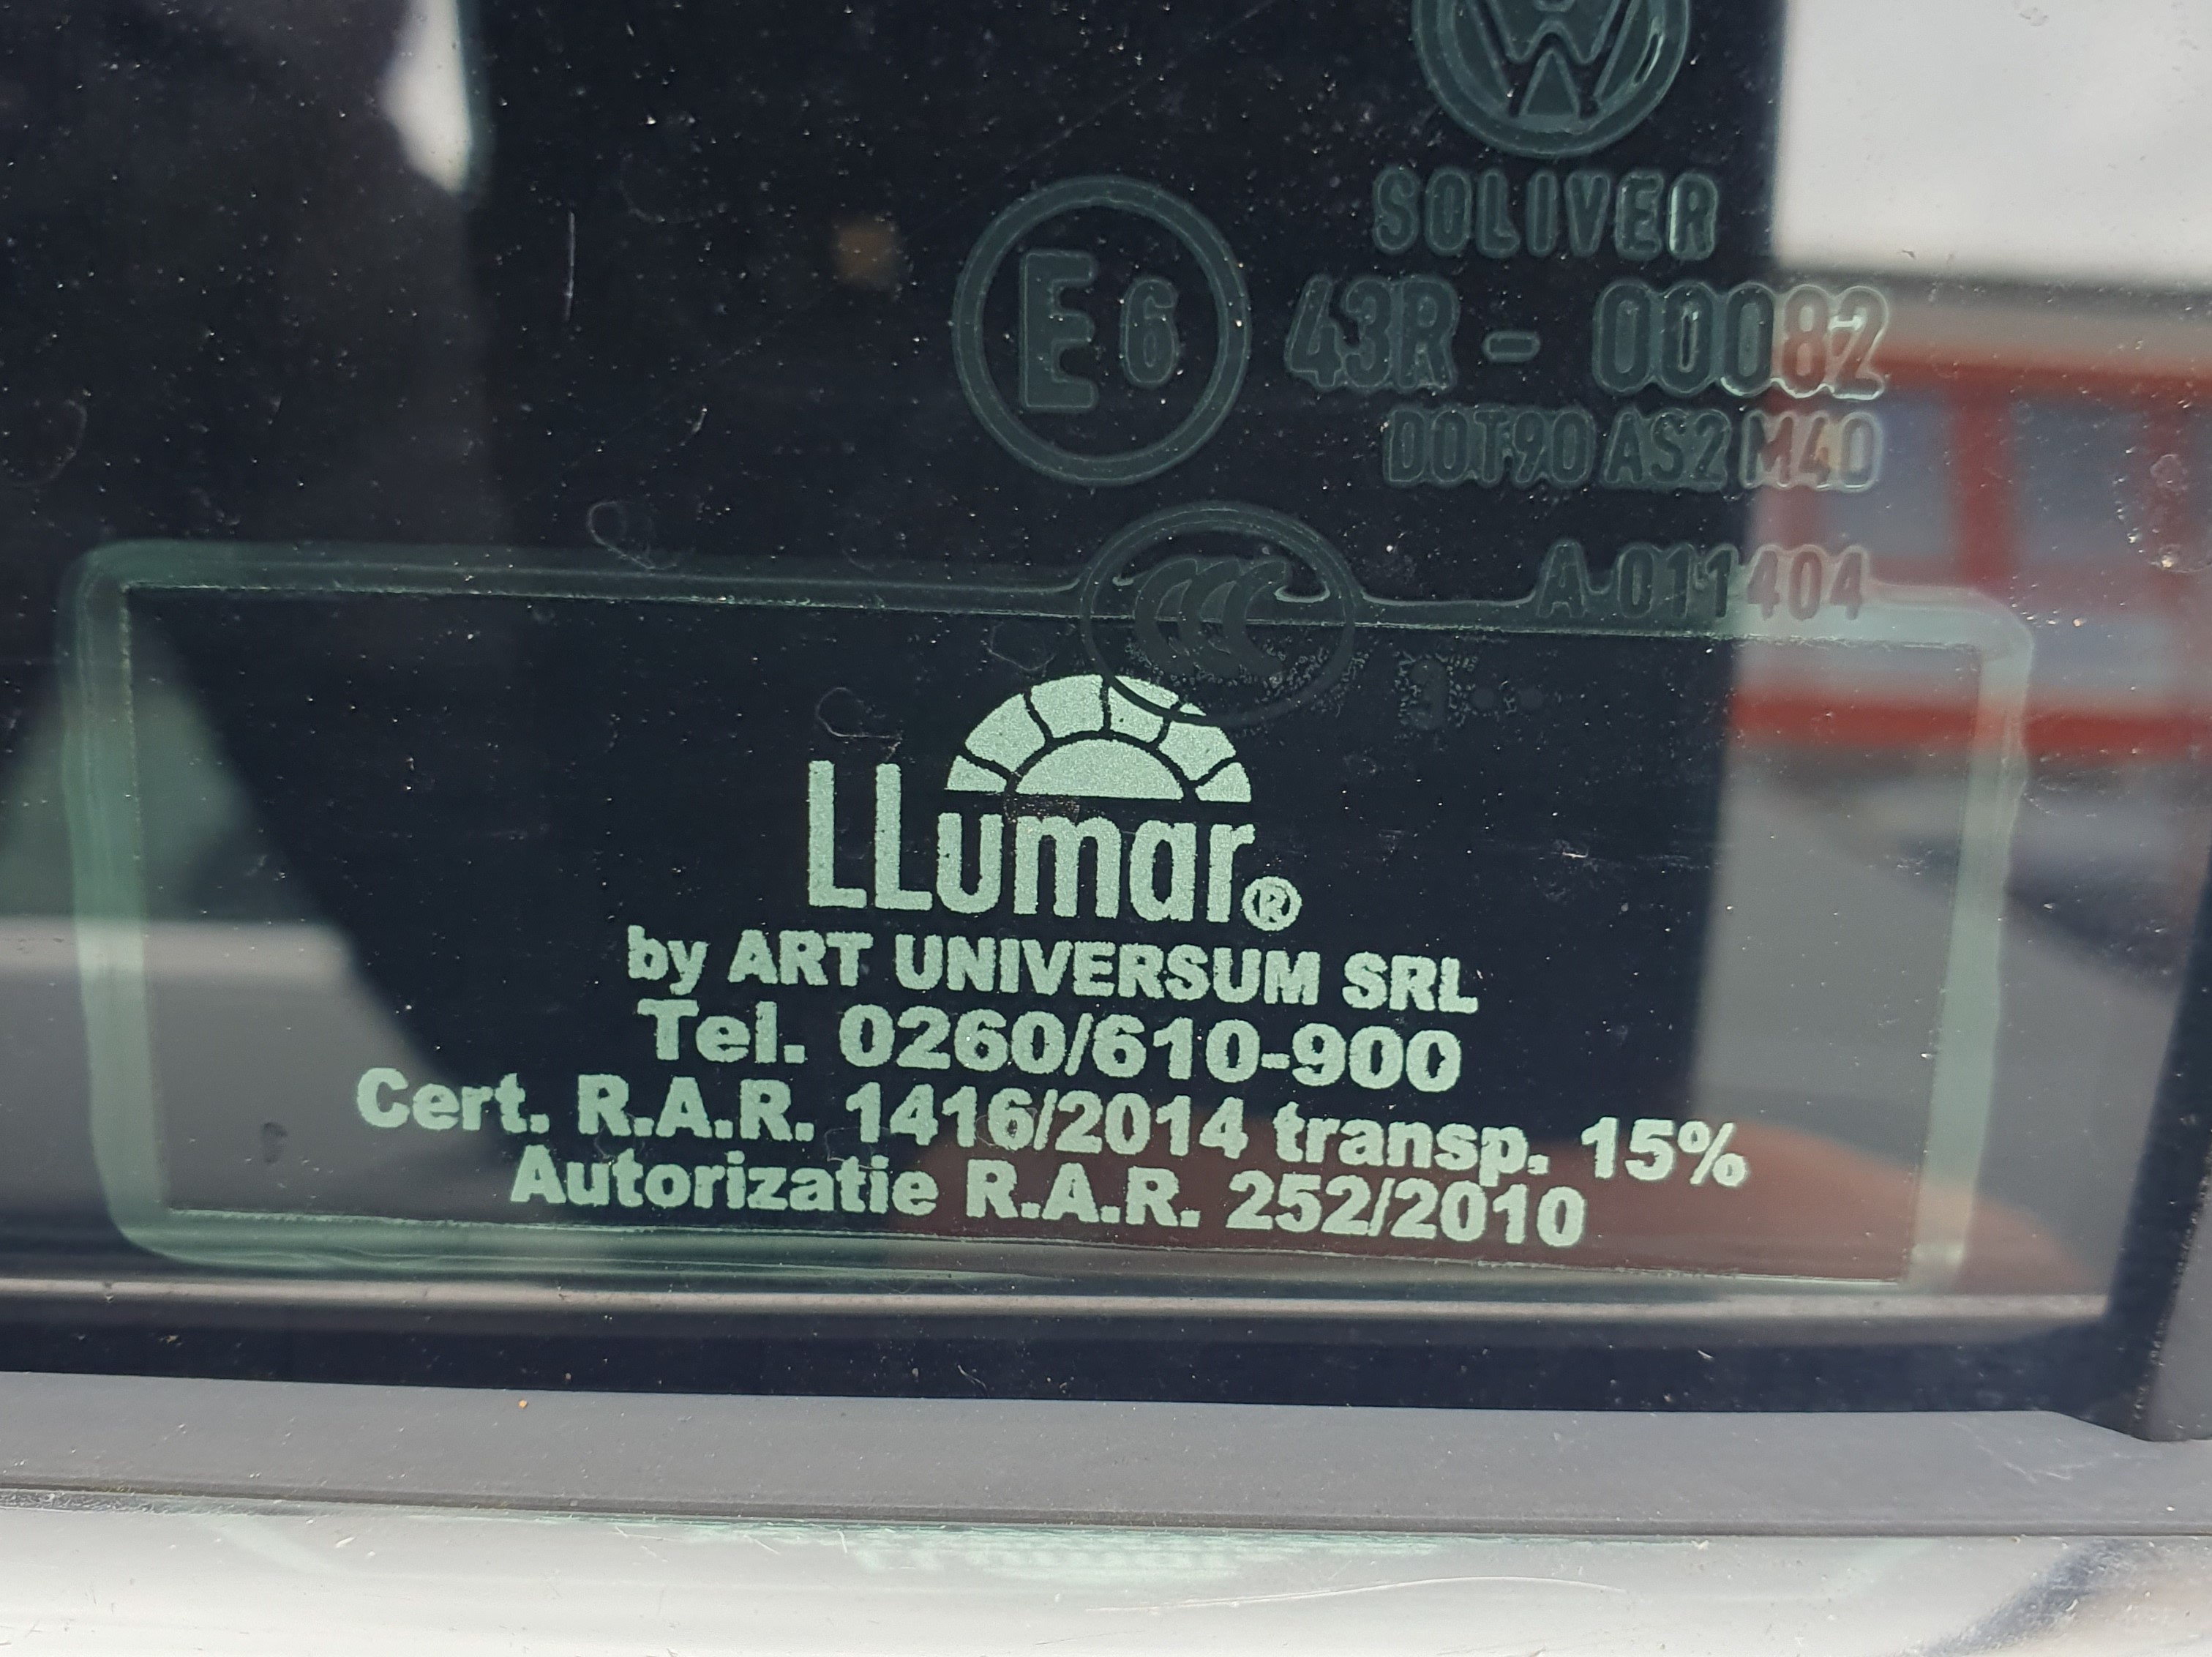 SOLIVER
E6 43R - 00082
DOT90 AS2 M40
CCC A 011404
LLumar®
by ART UNIVERSUM SRL
Tel. 0260/610-900
Cert. R.A.R. 1416/2014 transp. 15%
Autorizatie R.A.R. 252/2010